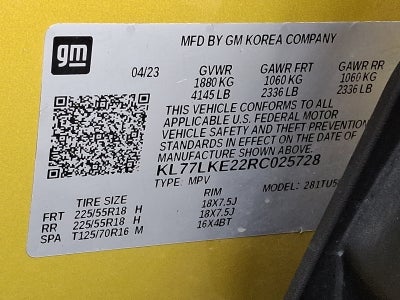 gm
MFD BY GM KOREA COMPANY
04/23 GVWR GAWR FRT GAWR RR
1880 KG 1060 KG 1060 KG
4145 LB 2336 LB 2336 LB
THIS VEHICLE CONFORMS TO ALL
APPLICABLE U.S. FEDERAL MOTOR
VEHICLE SAFETY AND THEFT PREVENTION
STANDARDS IN EFFECT ON THE DATE OF
MANUFACTURE SHOWN ABOVE.
KL77LKE22RC025728
TYPE: MPV MODEL: 281TU5
TIRE SIZE RIM
FRT 225/55R18 H 18X7.5J
RR 225/55R18 H 18X7.5J
SPA T125/70R16 M 16X4BT